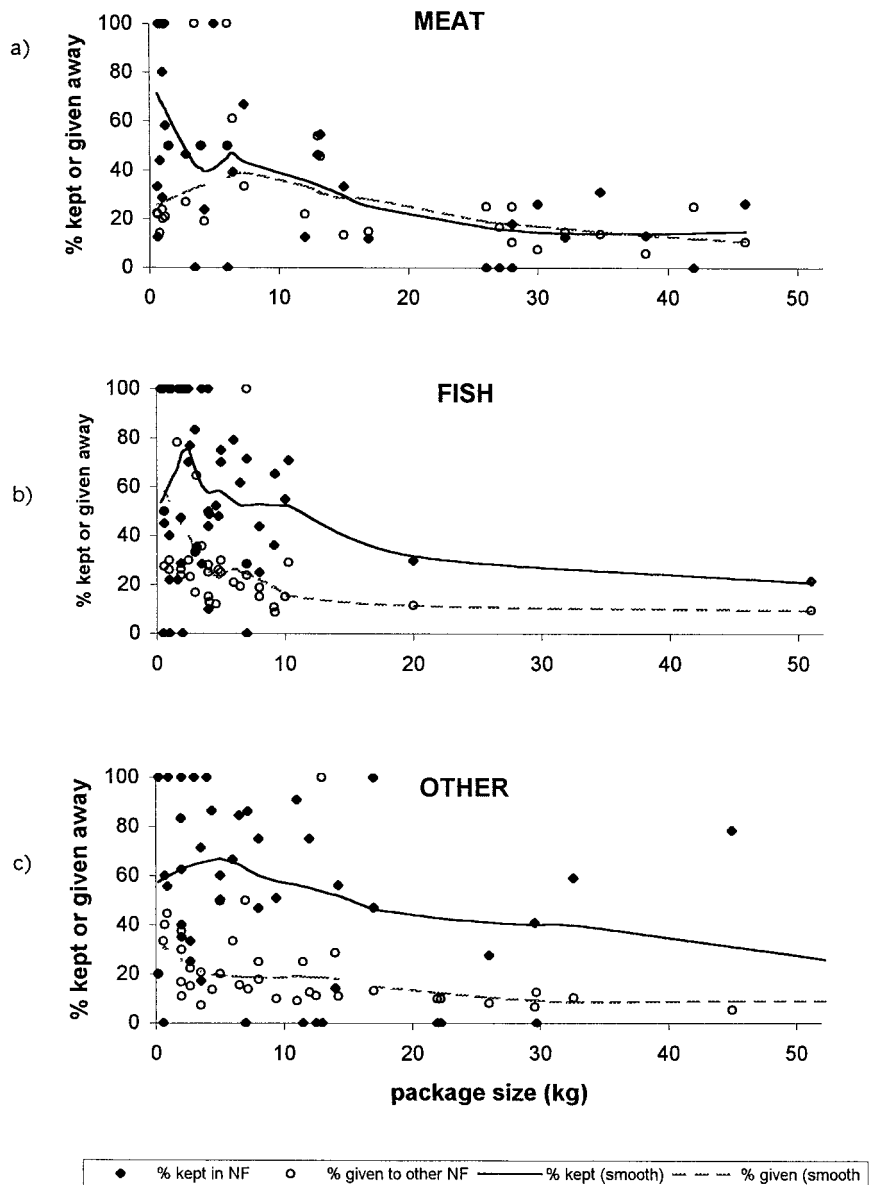 MEAT
a)
% kept or given away
100
80
60
40
20
0
0 10 20 30 40 50
FISH
b)
% kept or given away
100
80
60
40
20
0
0 10 20 30 40 50
OTHER
c)
% kept or given away
100
80
60
40
20
0
0 10 20 30 40 50
package size (kg)
% kept in NF % given to other NF % kept (smooth) % given (smooth